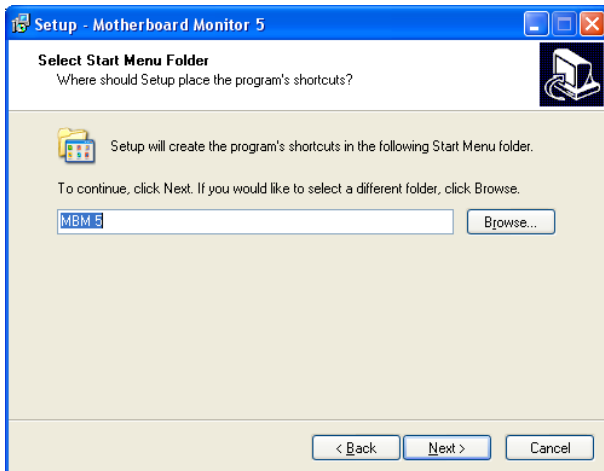 Setup - Motherboard Monitor 5
Select Start Menu Folder
Where should Setup place the program's shortcuts?
Setup will create the program's shortcuts in the following Start Menu folder.
To continue, click Next. If you would like to select a different folder, click Browse.
MBM 5
Browse...
< Back
Next >
Cancel